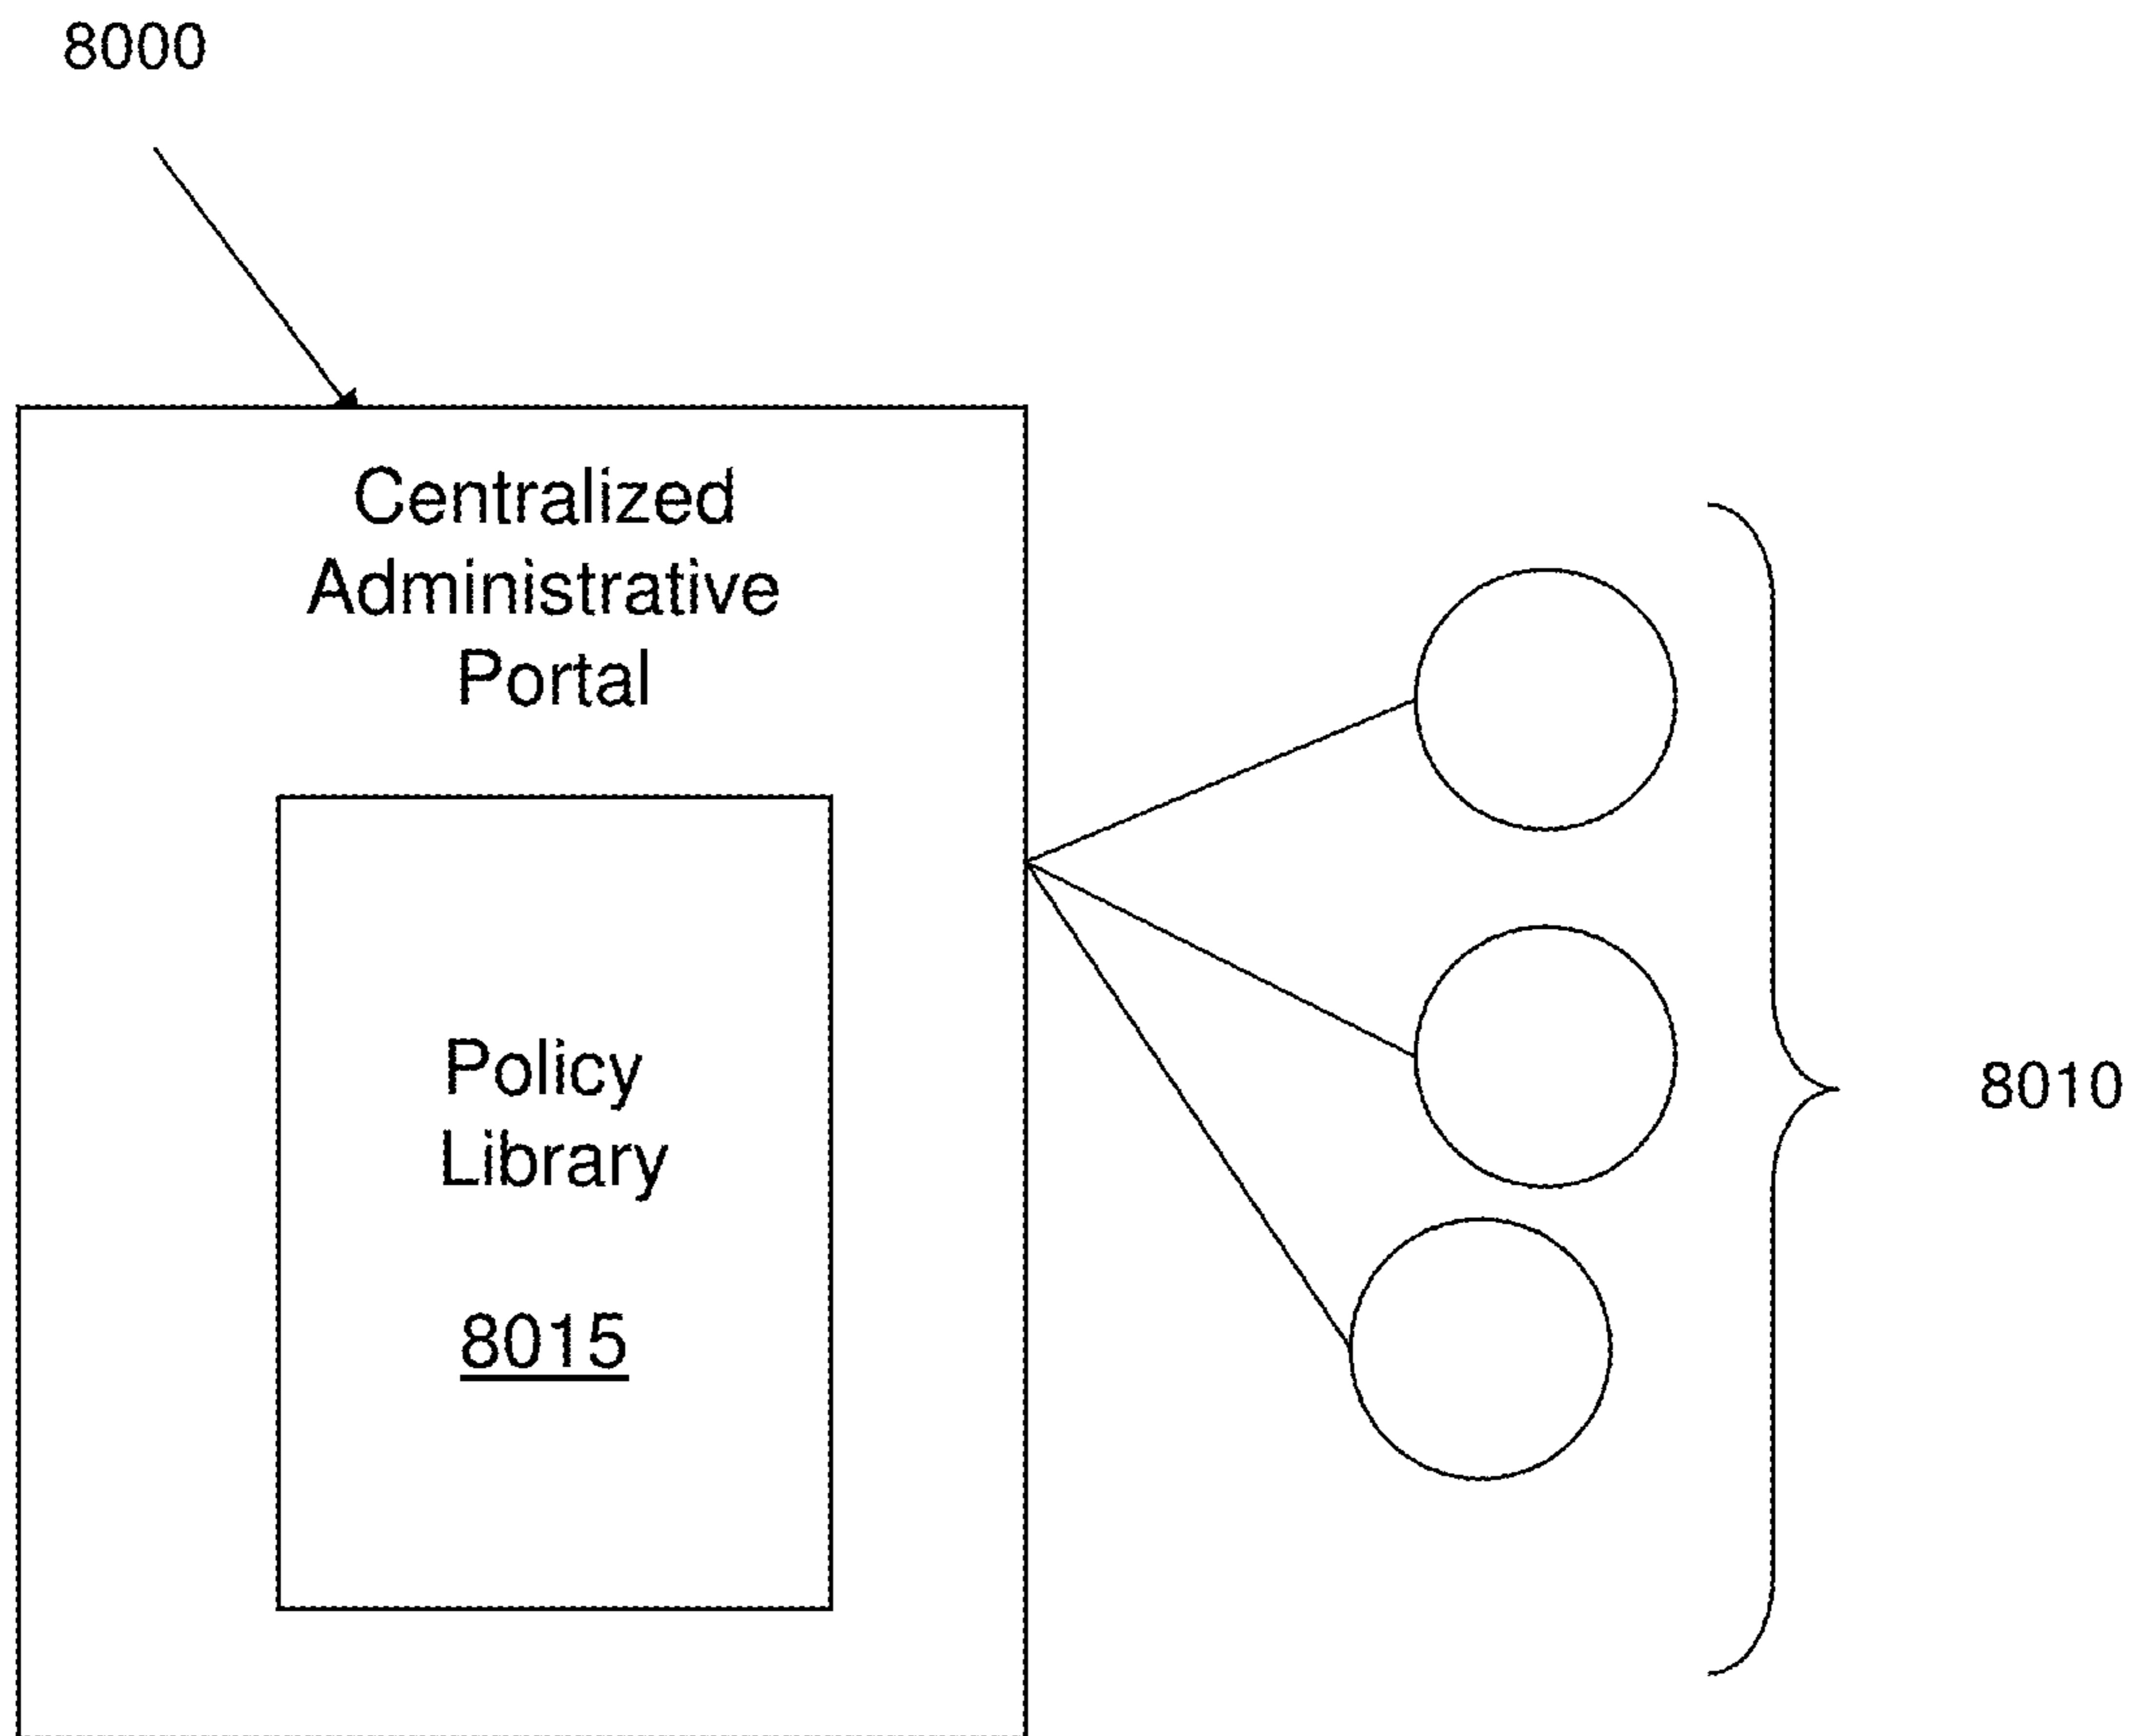 8000
Centralized
Administrative
Portal
Policy
Library
8015
8010